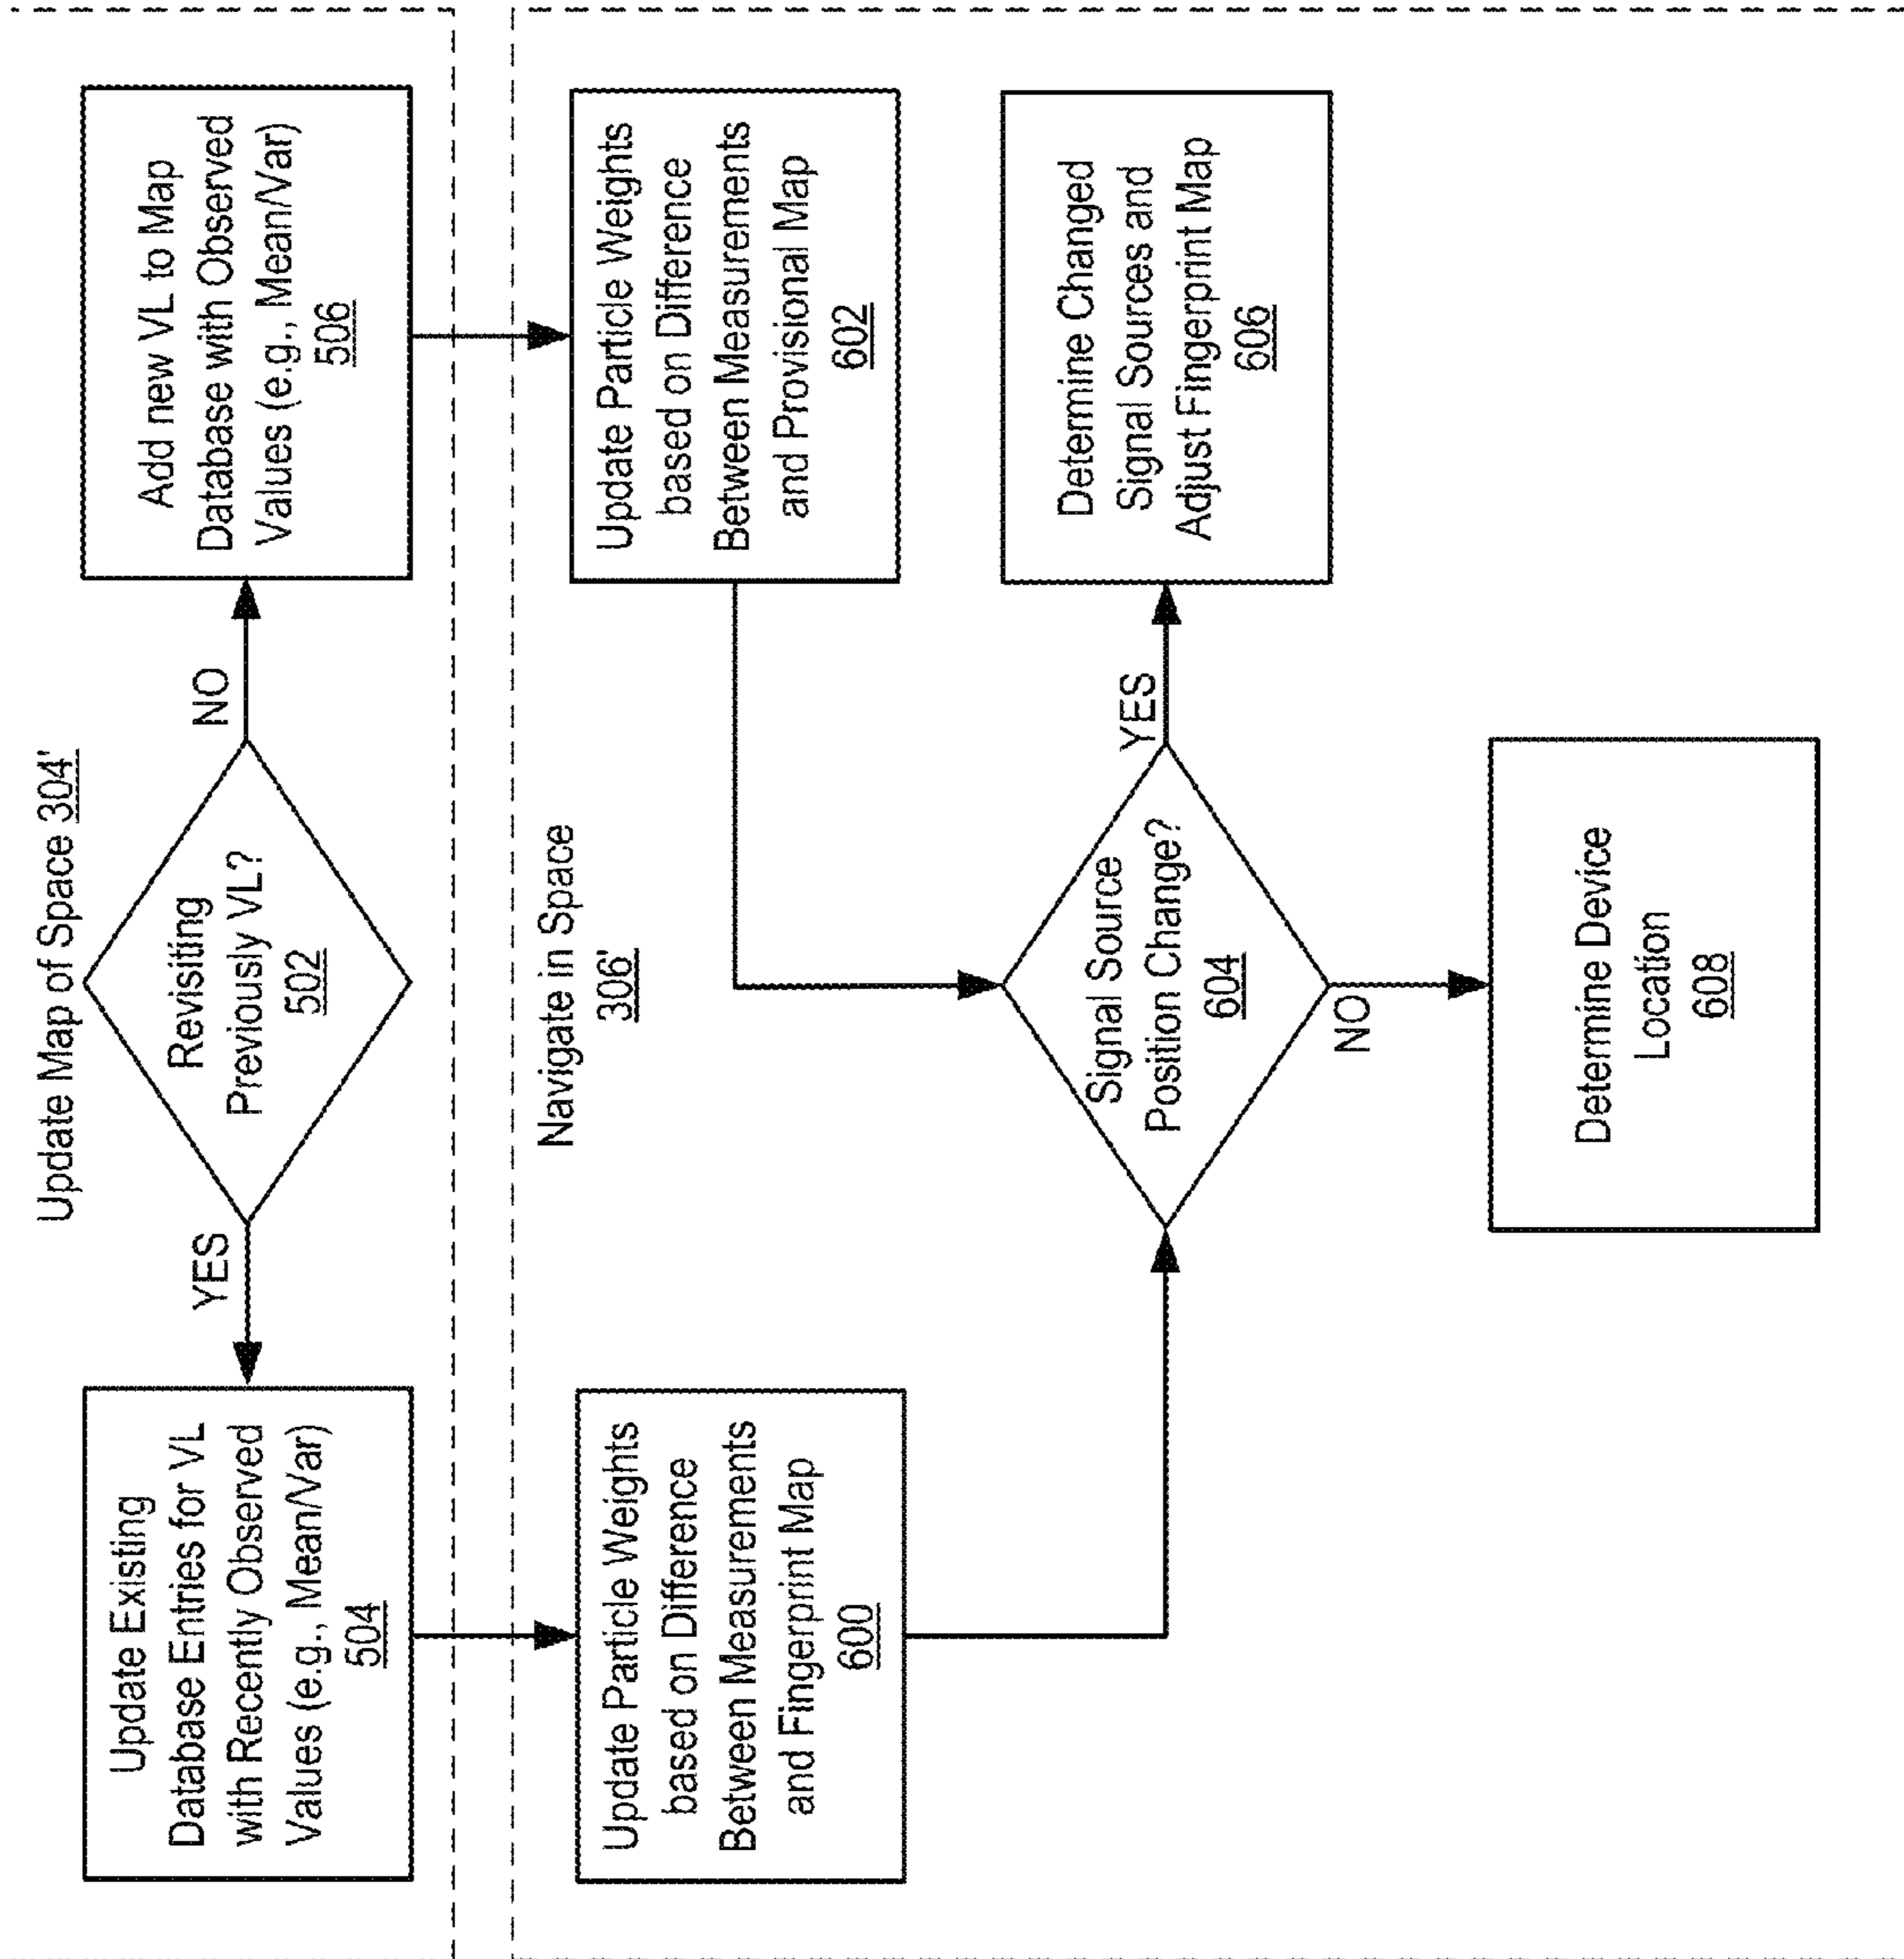 Update Map of Space 304'
Revisiting
Previously VL?
502
YES
NO
Update Existing
Database Entries for VL
with Recently Observed
Values (e.g., Mean/Var)
504
Add new VL to Map
Database with Observed
Values (e.g., Mean/Var)
506
Navigate in Space
306'
Update Particle Weights
based on Difference
Between Measurements
and Fingerprint Map
600
Update Particle Weights
based on Difference
Between Measurements
and Provisional Map
602
Signal Source
Position Change?
604
YES
NO
Determine Changed
Signal Sources and
Adjust Fingerprint Map
606
Determine Device
Location
608